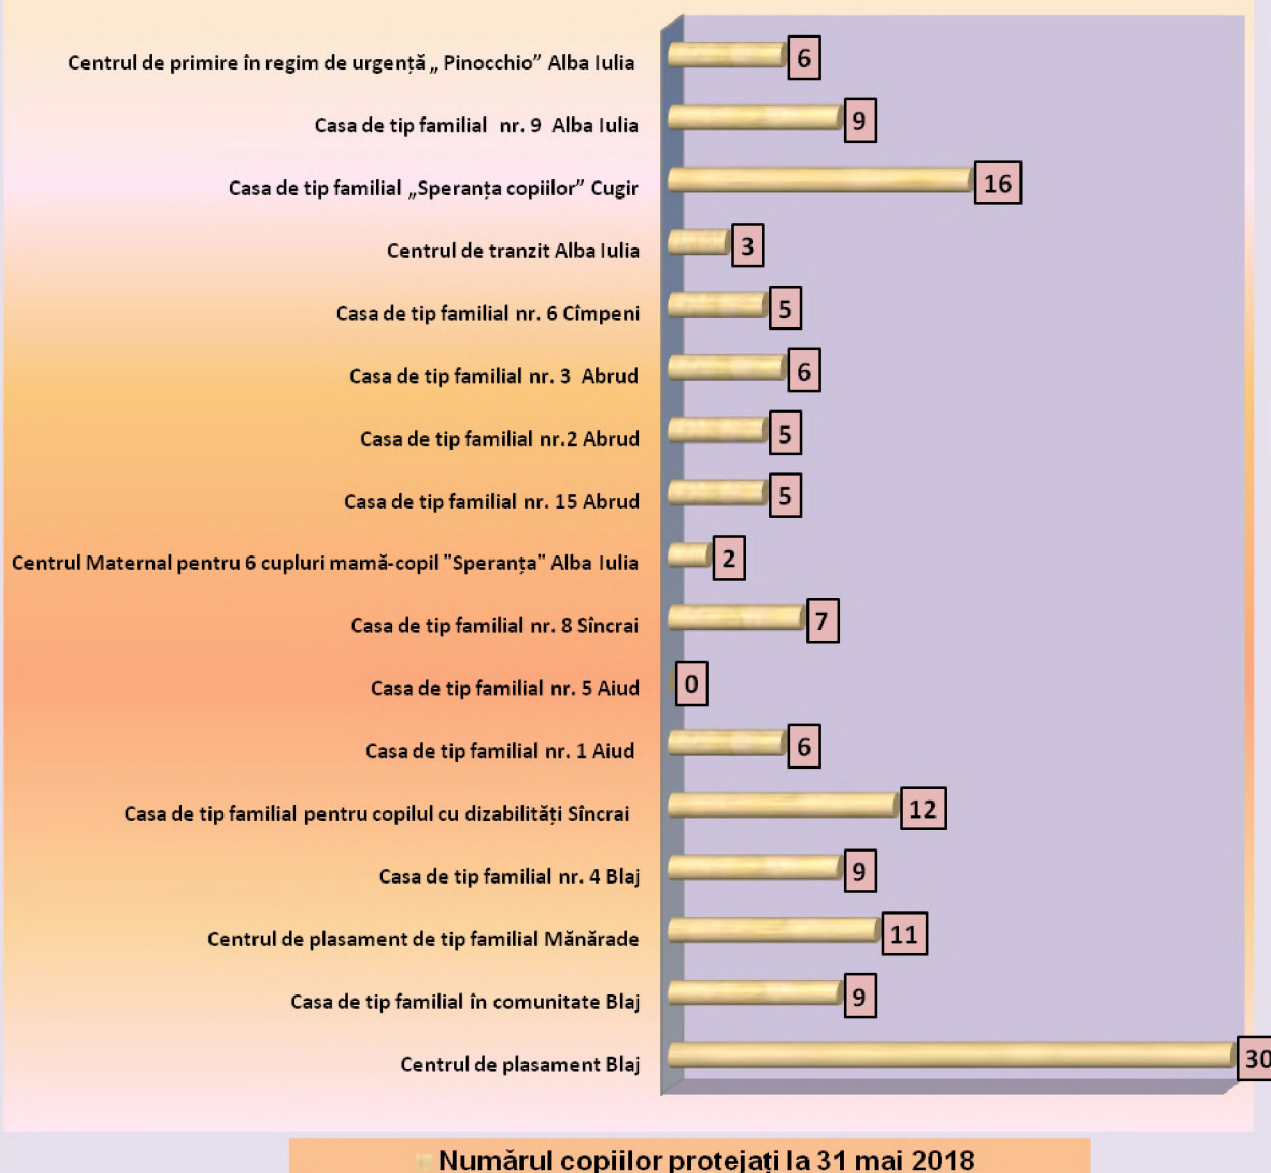 Centrul de primire în regim de urgență „ Pinocchio” Alba Iulia 6
Casa de tip familial nr. 9 Alba Iulia 9
Casa de tip familial „Speranța copiilor” Cugir 16
Centrul de tranzit Alba Iulia 3
Casa de tip familial nr. 6 Cîmpeni 5
Casa de tip familial nr. 3 Abrud 6
Casa de tip familial nr.2 Abrud 5
Casa de tip familial nr. 15 Abrud 5
Centrul Maternal pentru 6 cupluri mamă-copil "Speranța" Alba Iulia 2
Casa de tip familial nr. 8 Sîncrai 7
Casa de tip familial nr. 5 Aiud 0
Casa de tip familial nr. 1 Aiud 6
Casa de tip familial pentru copilul cu dizabilități Sîncrai 12
Casa de tip familial nr. 4 Blaj 9
Centrul de plasament de tip familial Mănărade 11
Casa de tip familial în comunitate Blaj 9
Centrul de plasament Blaj 30
Numărul copiilor protejați la 31 mai 2018